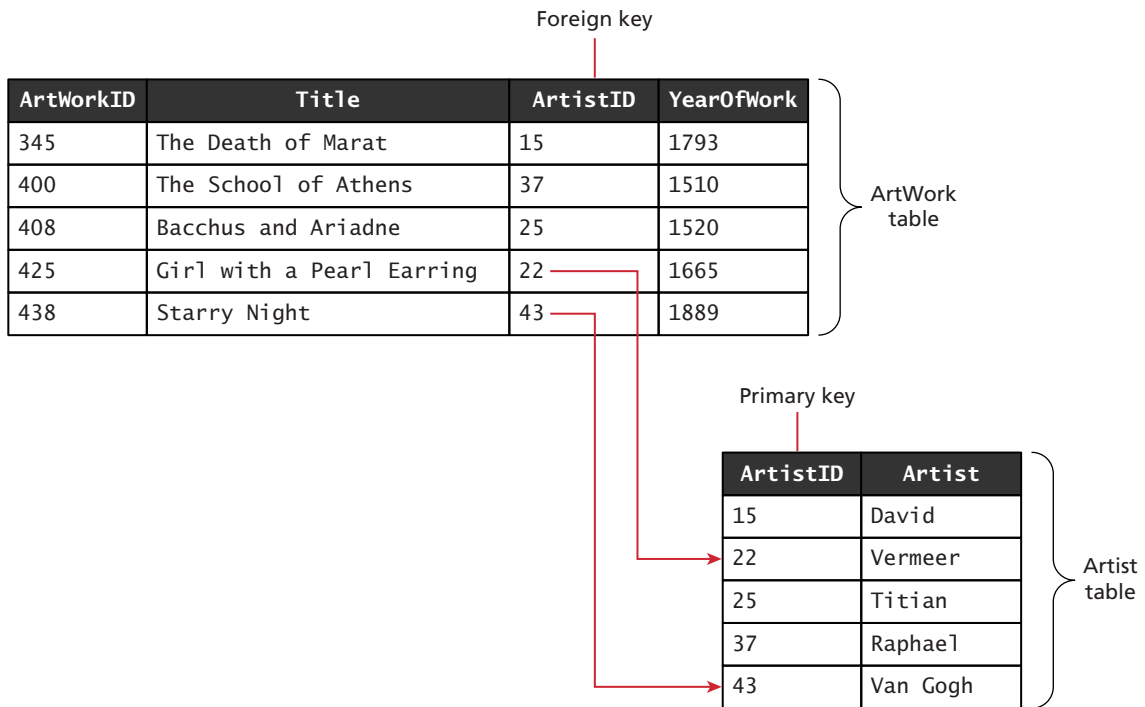 Foreign key
ArtWorkID Title ArtistID YearOfWork
345 The Death of Marat 15 1793
400 The School of Athens 37 1510
408 Bacchus and Ariadne 25 1520
425 Girl with a Pearl Earring 22 1665
438 Starry Night 43 1889
ArtWork
table
Primary key
ArtistID Artist
15 David
22 Vermeer
25 Titian
37 Raphael
43 Van Gogh
Artist
table